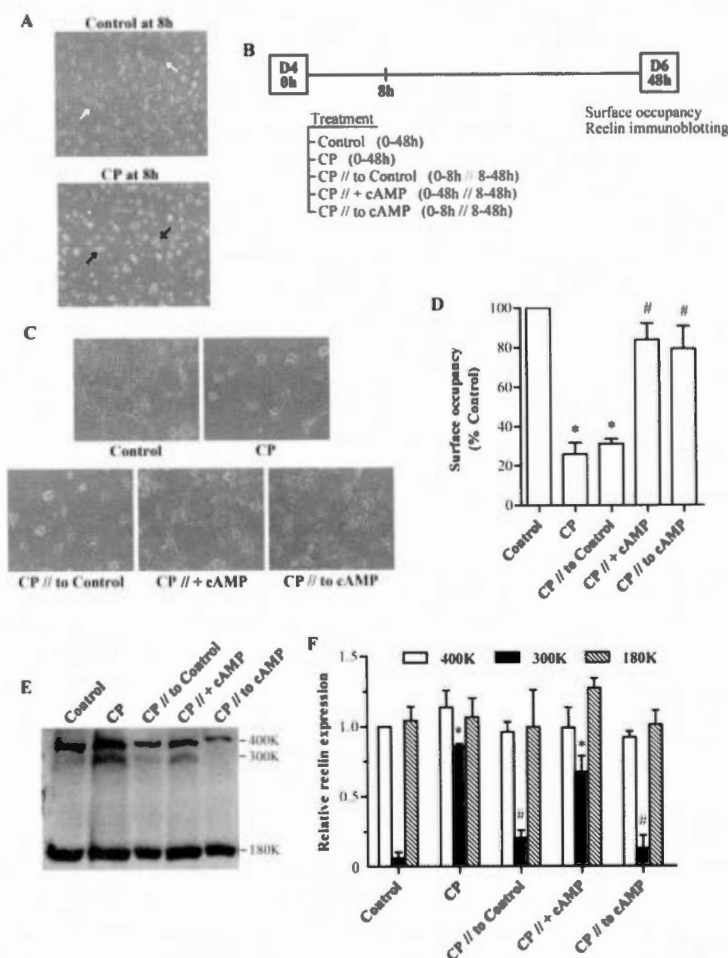 A
Control at 8h
CP at 8h
B
D4
0h
8h
D6
48h
Surface occupancy
Reelin immunoblotting
Treatment
Control (0-48h)
CP (0-48h)
CP // to Control (0-8h // 8-48h)
CP // + cAMP (0-48h // 8-48h)
CP // to cAMP (0-8h // 8-48h)
C
Control
CP
CP // to Control
CP // + cAMP
CP // to cAMP
D
Surface occupancy
(% Control)
100
80
60
40
20
0
*
*
#
#
Control
CP
CP // to Control
CP // + cAMP
CP // to cAMP
E
Control
CP
CP // to Control
CP // + cAMP
CP // to cAMP
400K
300K
180K
F
Relative reelin expression
1.5
1.0
0.5
0
400K
300K
180K
*
#
*
#
Control
CP
CP // to Control
CP // + cAMP
CP // to cAMP